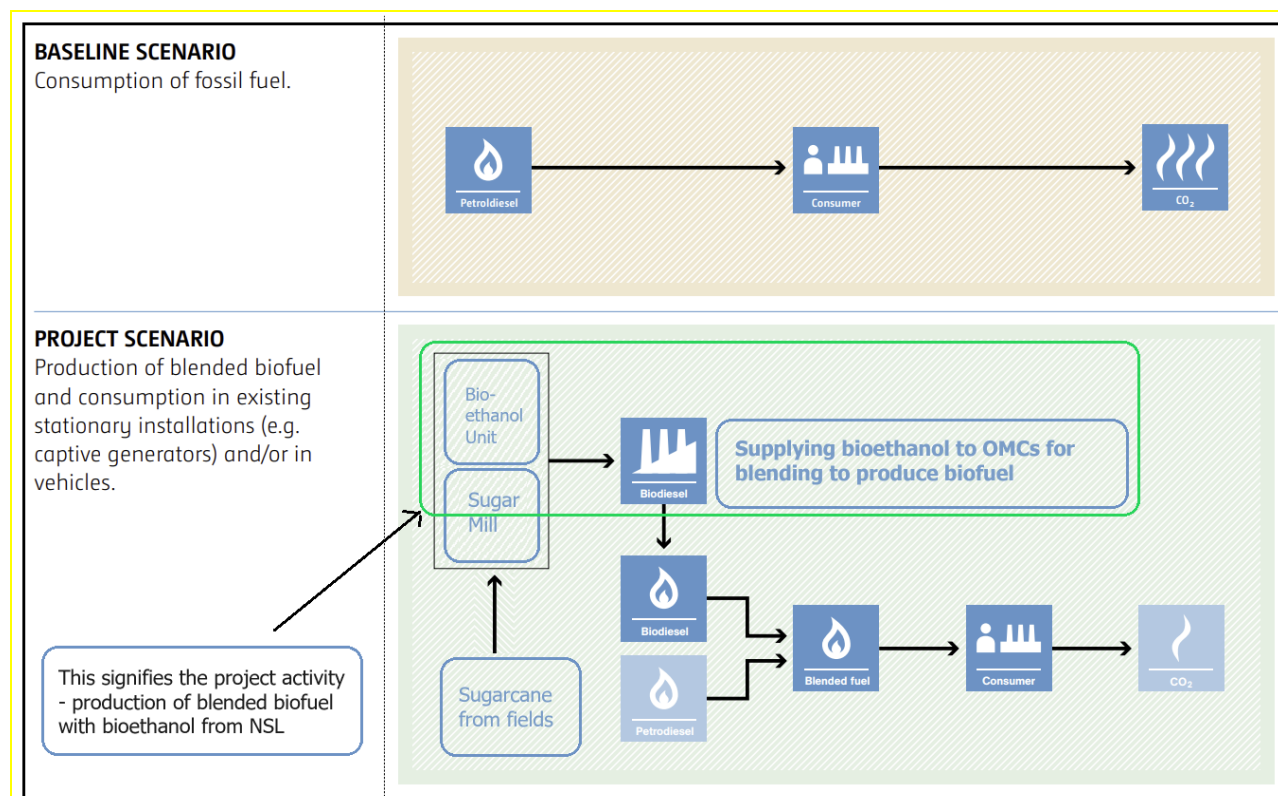 BASELINE SCENARIO
Consumption of fossil fuel.
Petroldiesel
Consumer
CO₂
PROJECT SCENARIO
Production of blended biofuel
and consumption in existing
stationary installations (e.g.
captive generators) and/or in
vehicles.
Bio-
ethanol
Unit
Sugar
Mill
Biodiesel
Supplying bioethanol to OMCs for
blending to produce biofuel
Biodiesel
Petrodiesel
Blended fuel
Consumer
CO₂
This signifies the project activity
- production of blended biofuel
with bioethanol from NSL
Sugarcane
from fields